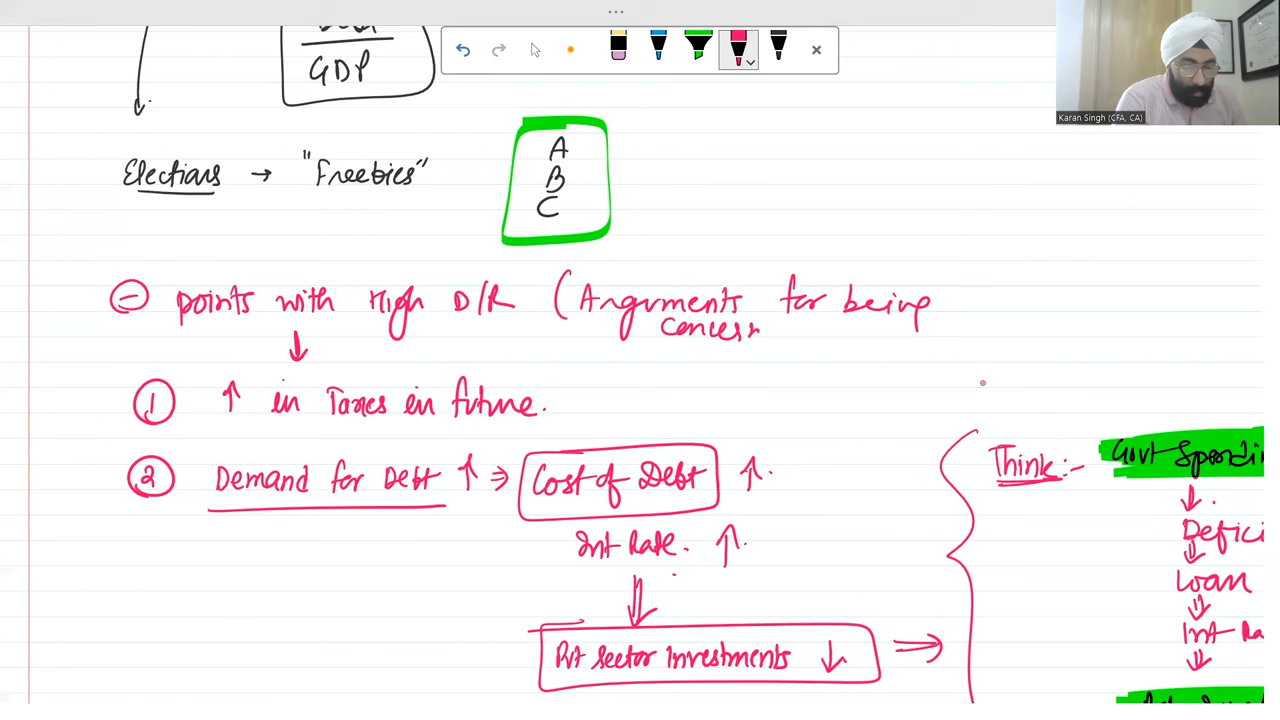 GDP
Karan Singh (CFA, CA)
A
B
C
Elections → "Freebies"
⊖ points with High D/R (Arguments for being
concern
↓
① ↑ in Taxes in future.
② Demand for Debt ↑ ⇒ Cost of Debt ↑.
Int Rate. ↑.
⇓
Pvt Sector Investments ↓ ⇒
Think:-
Govt Spendin
↓.
Defici
⇓
Loan
⇓
Int Ra
⇓